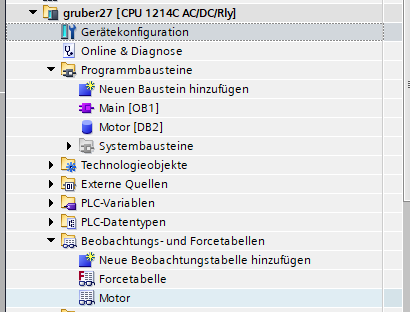 gruber27 [CPU 1214C AC/DC/Rly]
Gerätekonfiguration
Online & Diagnose
Programmbausteine
Neuen Baustein hinzufügen
Main [OB1]
Motor [DB2]
Systembausteine
Technologieobjekte
Externe Quellen
PLC-Variablen
PLC-Datentypen
Beobachtungs- und Forcetabellen
Neue Beobachtungstabelle hinzufügen
Forcetabelle
Motor